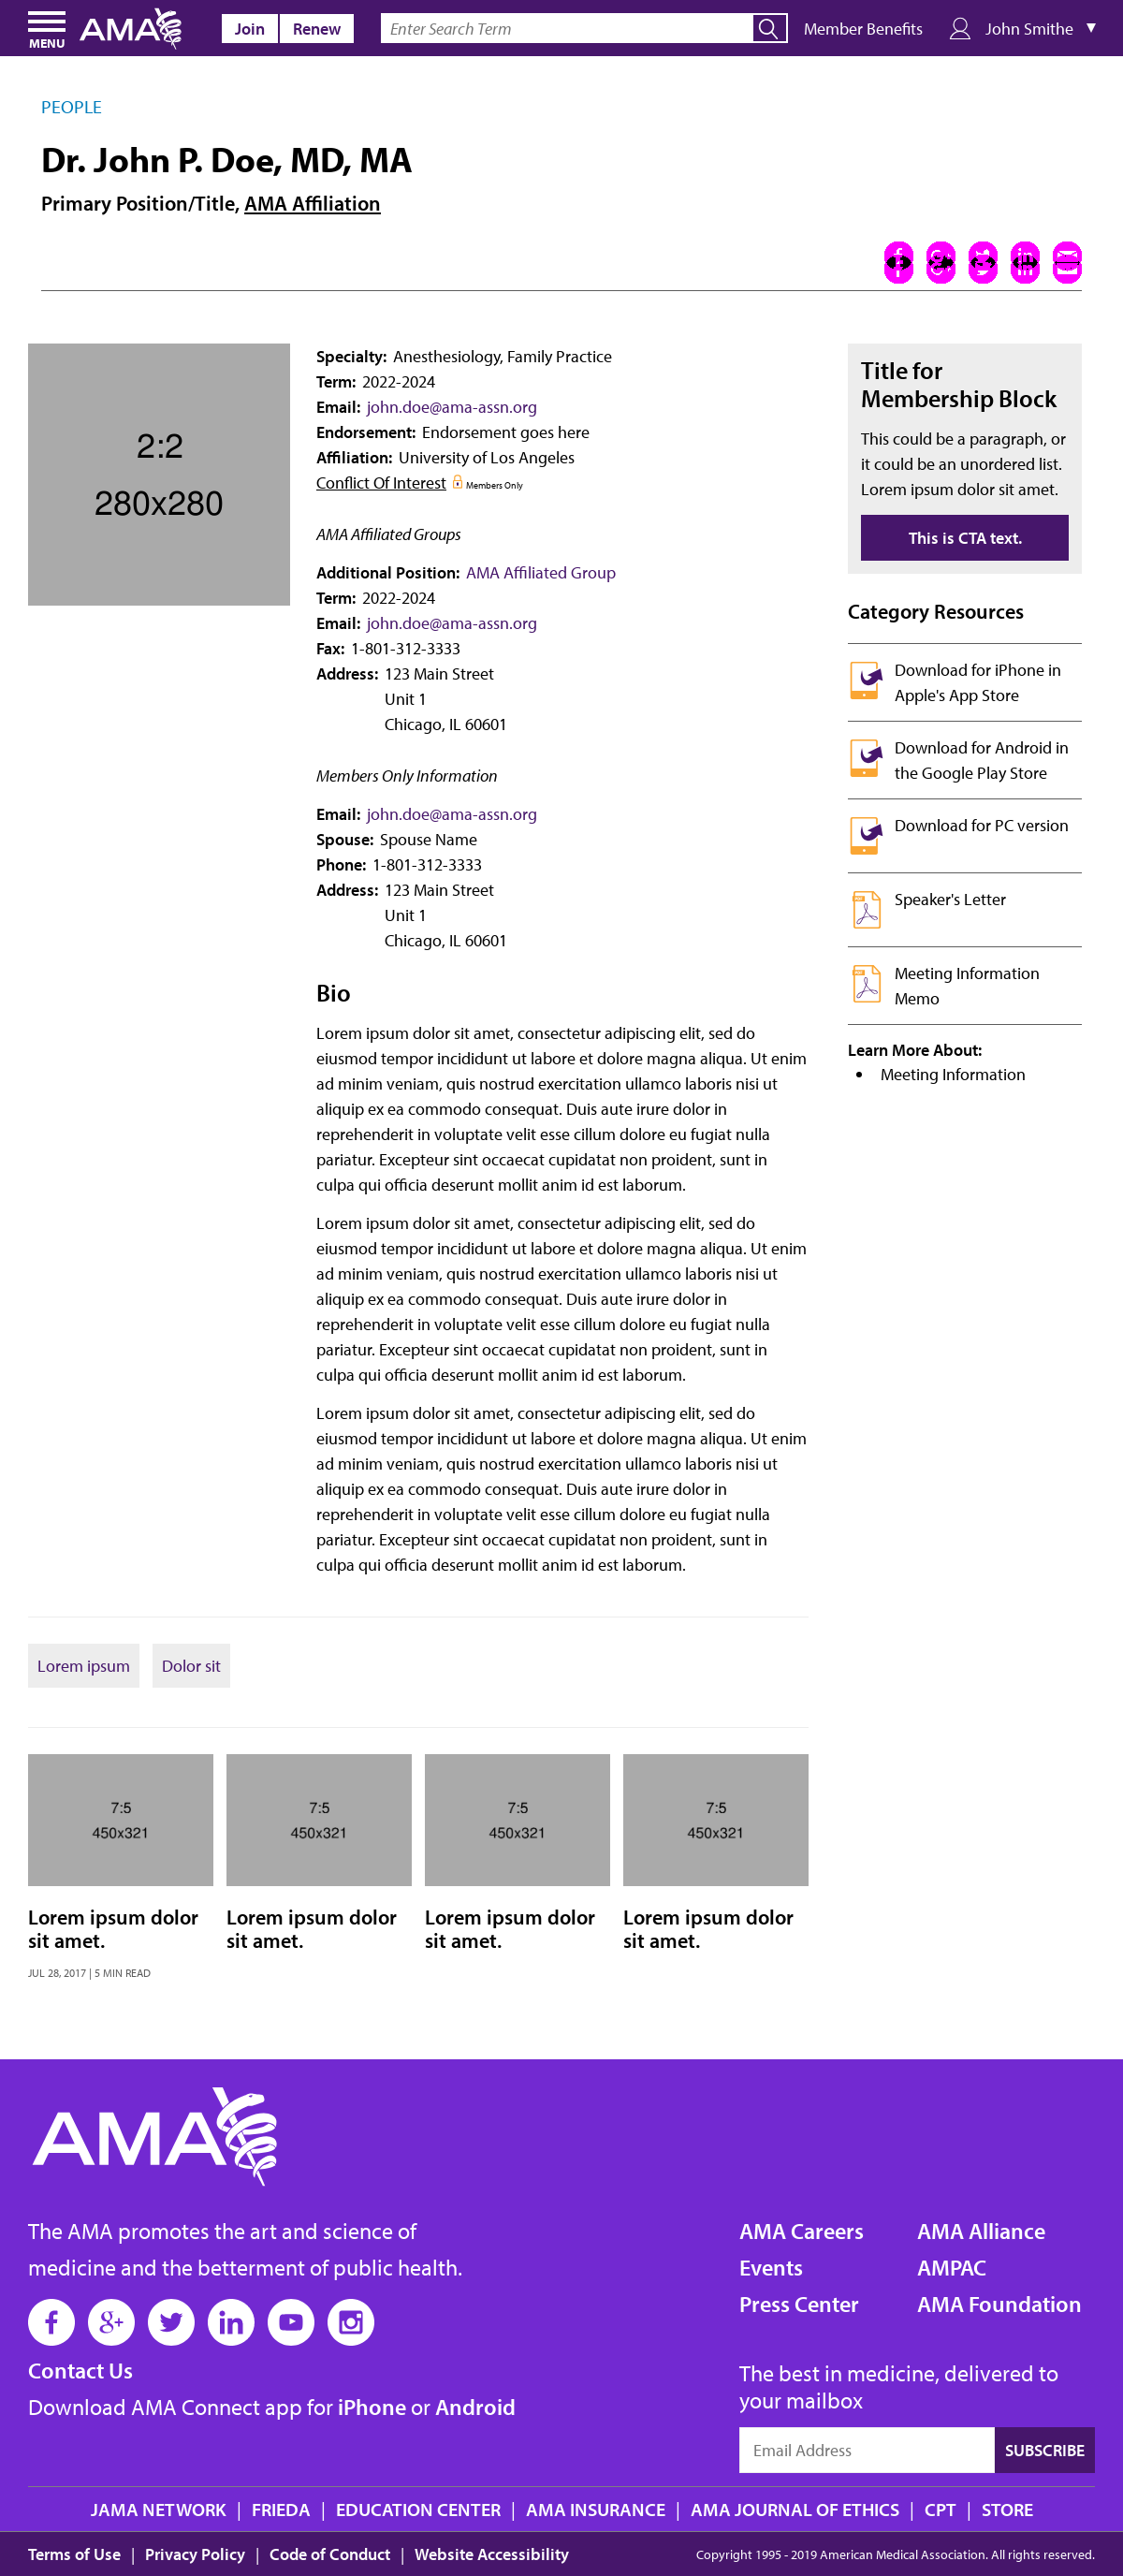 MENU
AMA
Join
Renew
Enter Search Term
Member Benefits
John Smithe ▼
PEOPLE
Dr. John P. Doe, MD, MA
Primary Position/Title, AMA Affiliation
2:2
280x280
Specialty: Anesthesiology, Family Practice
Term: 2022-2024
Email: john.doe@ama-assn.org
Endorsement: Endorsement goes here
Affiliation: University of Los Angeles
Conflict Of Interest Members Only
AMA Affiliated Groups
Additional Position: AMA Affiliated Group
Term: 2022-2024
Email: john.doe@ama-assn.org
Fax: 1-801-312-3333
Address: 123 Main Street
Unit 1
Chicago, IL 60601
Members Only Information
Email: john.doe@ama-assn.org
Spouse: Spouse Name
Phone: 1-801-312-3333
Address: 123 Main Street
Unit 1
Chicago, IL 60601
Bio
Lorem ipsum dolor sit amet, consectetur adipiscing elit, sed do
eiusmod tempor incididunt ut labore et dolore magna aliqua. Ut enim
ad minim veniam, quis nostrud exercitation ullamco laboris nisi ut
aliquip ex ea commodo consequat. Duis aute irure dolor in
reprehenderit in voluptate velit esse cillum dolore eu fugiat nulla
pariatur. Excepteur sint occaecat cupidatat non proident, sunt in
culpa qui officia deserunt mollit anim id est laborum.
Lorem ipsum dolor sit amet, consectetur adipiscing elit, sed do
eiusmod tempor incididunt ut labore et dolore magna aliqua. Ut enim
ad minim veniam, quis nostrud exercitation ullamco laboris nisi ut
aliquip ex ea commodo consequat. Duis aute irure dolor in
reprehenderit in voluptate velit esse cillum dolore eu fugiat nulla
pariatur. Excepteur sint occaecat cupidatat non proident, sunt in
culpa qui officia deserunt mollit anim id est laborum.
Lorem ipsum dolor sit amet, consectetur adipiscing elit, sed do
eiusmod tempor incididunt ut labore et dolore magna aliqua. Ut enim
ad minim veniam, quis nostrud exercitation ullamco laboris nisi ut
aliquip ex ea commodo consequat. Duis aute irure dolor in
reprehenderit in voluptate velit esse cillum dolore eu fugiat nulla
pariatur. Excepteur sint occaecat cupidatat non proident, sunt in
culpa qui officia deserunt mollit anim id est laborum.
Title for
Membership Block
This could be a paragraph, or
it could be an unordered list.
Lorem ipsum dolor sit amet.
This is CTA text.
Category Resources
Download for iPhone in
Apple's App Store
Download for Android in
the Google Play Store
Download for PC version
Speaker's Letter
Meeting Information
Memo
Learn More About:
• Meeting Information
Lorem ipsum
Dolor sit
7:5
450x321
Lorem ipsum dolor
sit amet.
JUL 28, 2017 | 5 MIN READ
7:5
450x321
Lorem ipsum dolor
sit amet.
7:5
450x321
Lorem ipsum dolor
sit amet.
7:5
450x321
Lorem ipsum dolor
sit amet.
AMA
The AMA promotes the art and science of
medicine and the betterment of public health.
Contact Us
Download AMA Connect app for iPhone or Android
AMA Careers
Events
Press Center
AMA Alliance
AMPAC
AMA Foundation
The best in medicine, delivered to
your mailbox
Email Address
SUBSCRIBE
JAMA NETWORK | FRIEDA | EDUCATION CENTER | AMA INSURANCE | AMA JOURNAL OF ETHICS | CPT | STORE
Terms of Use | Privacy Policy | Code of Conduct | Website Accessibility
Copyright 1995 - 2019 American Medical Association. All rights reserved.